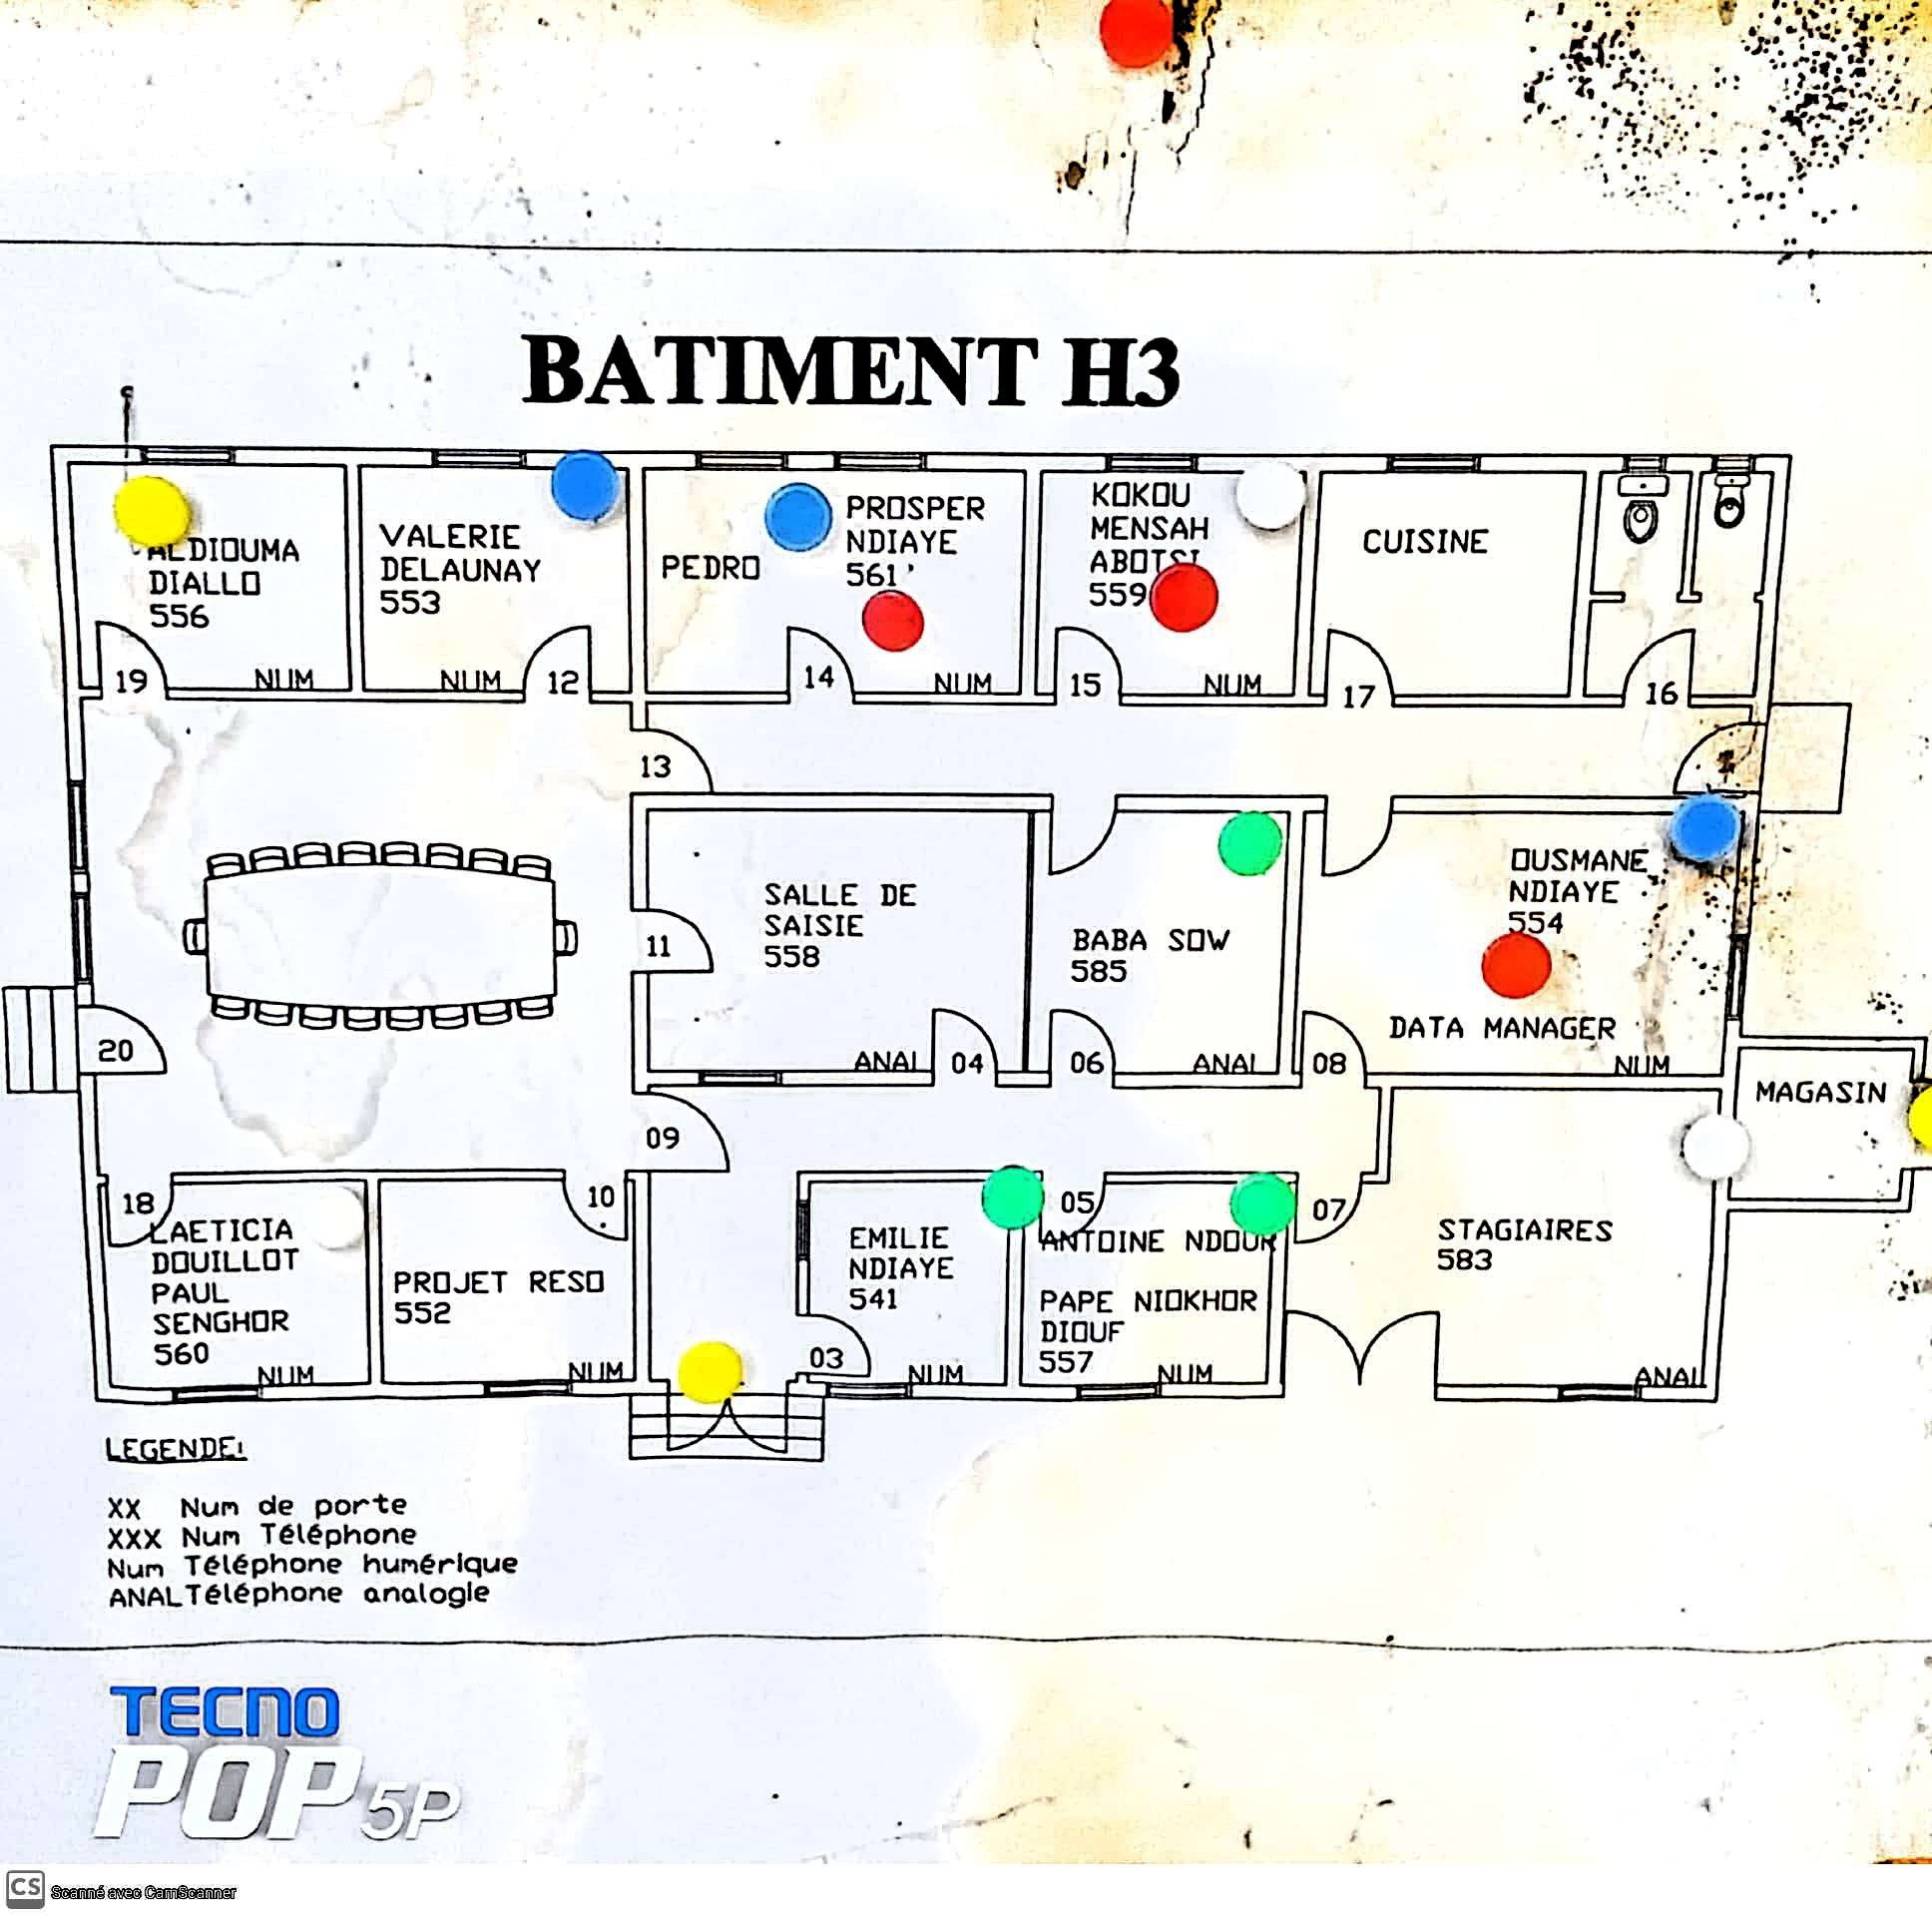 BATIMENT H3
DIALLO
556
19
NUM
VALERIE
DELAUNAY
553
NUM
12
PEDRO
PROSPER
NDIAYE
561
14
NUM
KOKOU
MENSAH
559
15
NUM
CUISINE
17
16
13
SALLE DE
SAISIE
558
11
ANAL
04
BABA SOW
585
06
ANAL
OUSMANE
NDIAYE
554
DATA MANAGER
08
NUM
MAGASIN
20
09
18
LAETICIA
DOUILLOT
PAUL
SENGHOR
560
NUM
10
PROJET RESO
552
NUM
EMILIE
NDIAYE
541
03
NUM
05
ANTOINE NDOUR
PAPE NIOKHOR
DIOUF
557
NUM
07
STAGIAIRES
583
ANAL
LEGENDE:
XX Num de porte
XXX Num Téléphone
Num Téléphone humérique
ANAL Téléphone analogie
TECNO
POP 5P
CS Scanné avec CamScanner